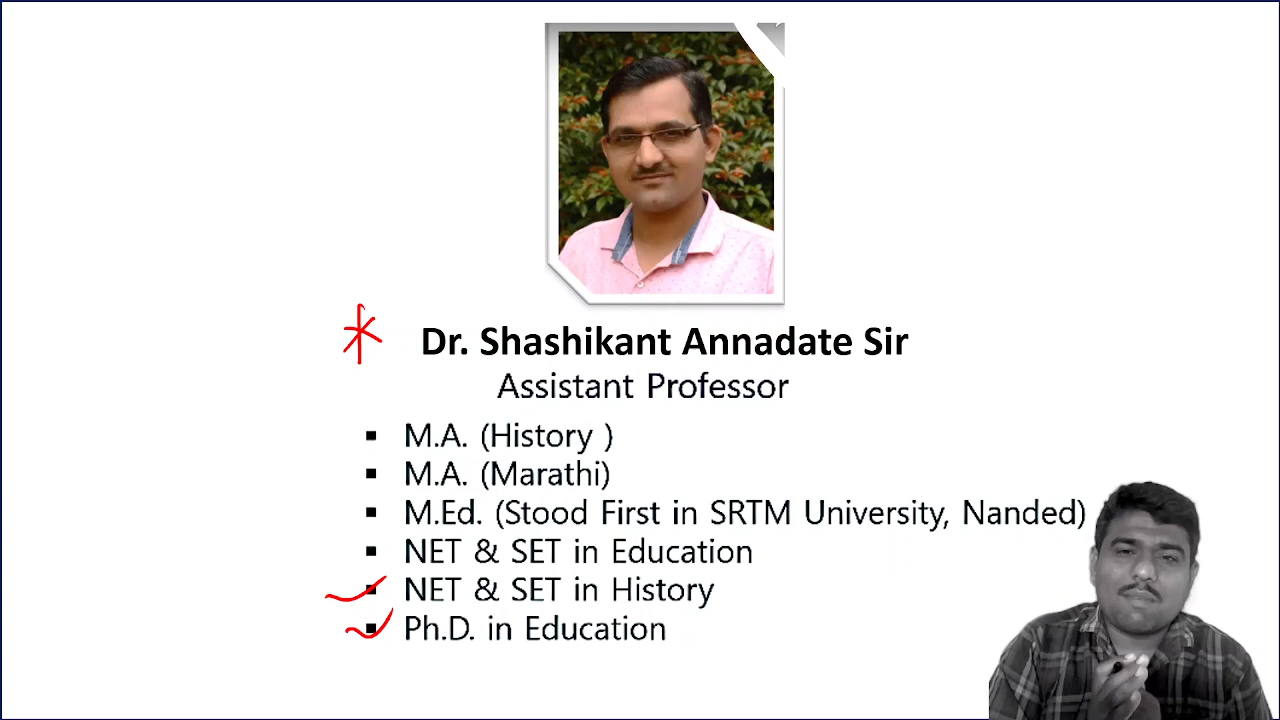 Dr. Shashikant Annadate Sir
Assistant Professor
▪ M.A. (History )
▪ M.A. (Marathi)
▪ M.Ed. (Stood First in SRTM University, Nanded)
▪ NET & SET in Education
▪ NET & SET in History
▪ Ph.D. in Education